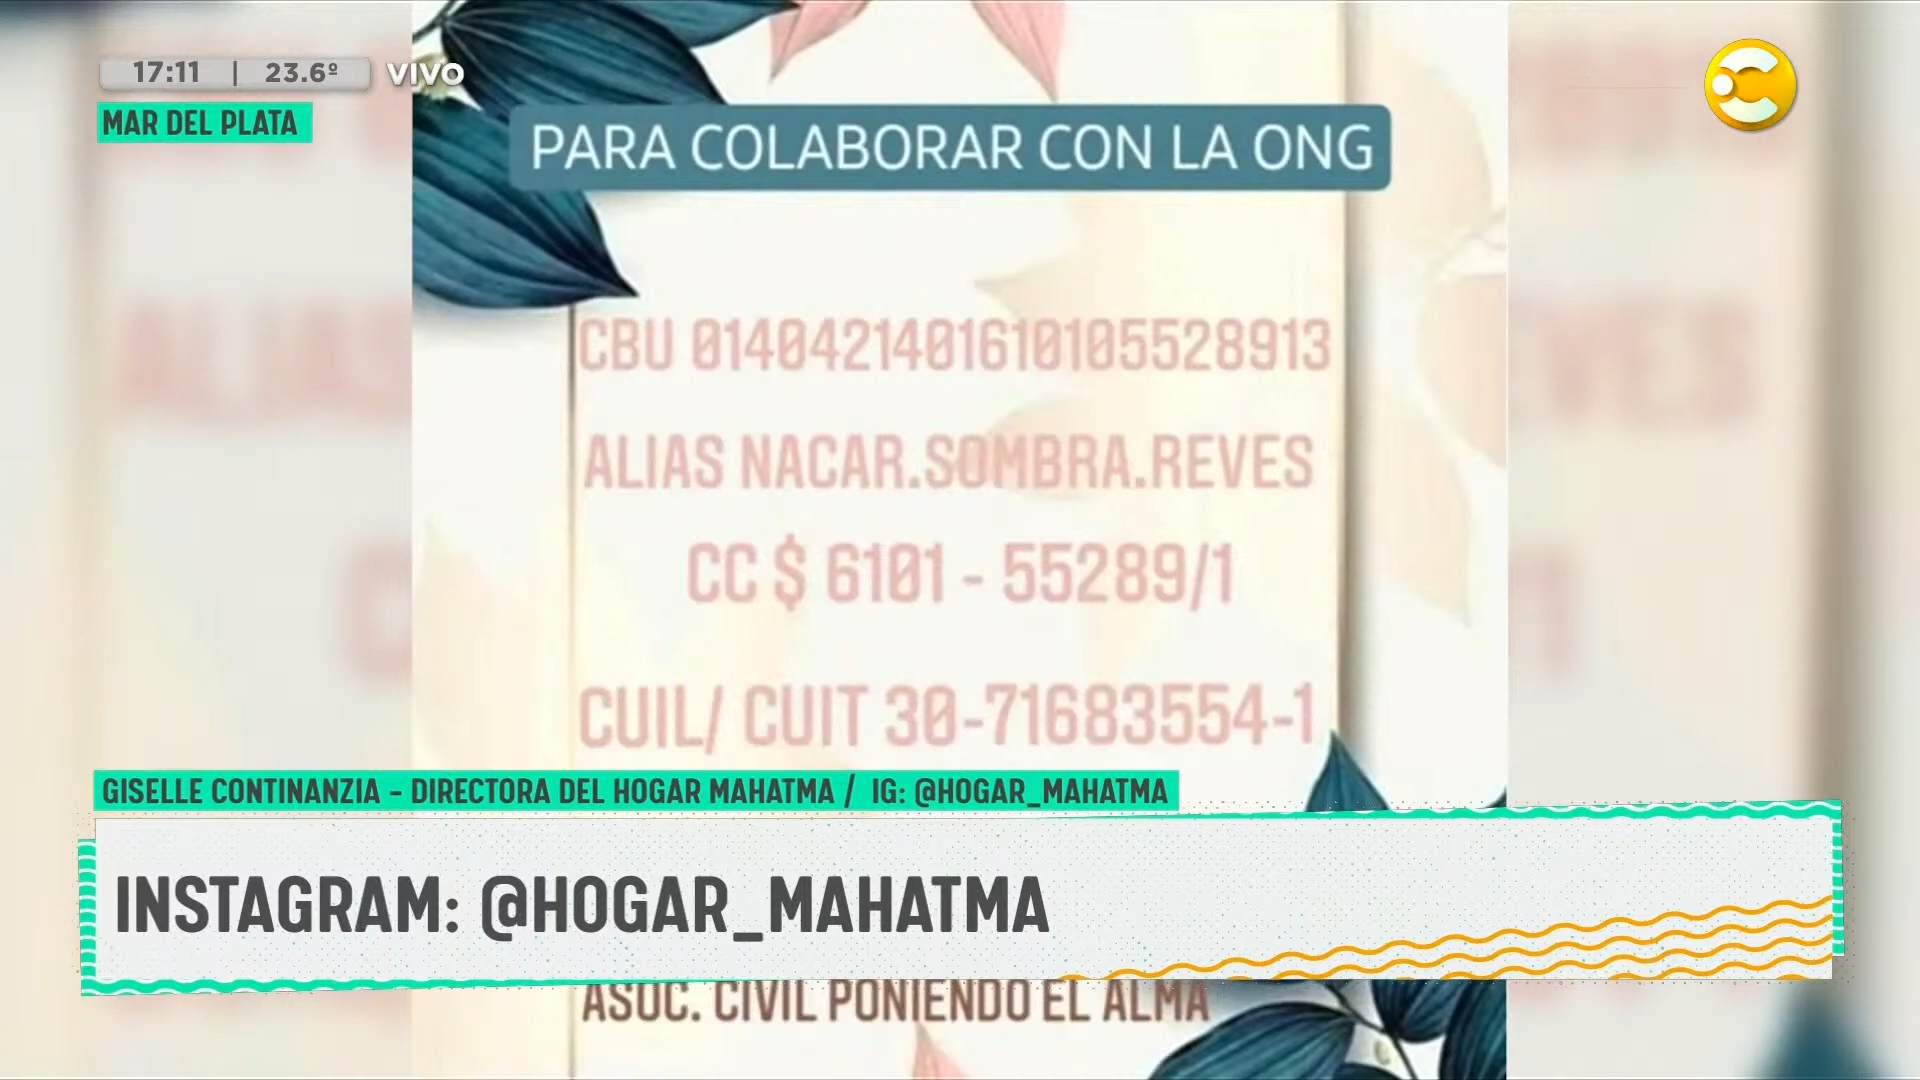 17:11 | 23.6º VIVO
MAR DEL PLATA
PARA COLABORAR CON LA ONG
CBU 0140421401610105528913
ALIAS NACAR.SOMBRA.REVES
CC $ 6101 - 55289/1
CUIL/ CUIT 30-71683554-1
GISELLE CONTINANZIA - DIRECTORA DEL HOGAR MAHATMA / IG: @HOGAR_MAHATMA
INSTAGRAM: @HOGAR_MAHATMA
ASOC. CIVIL PONIENDO EL ALMA